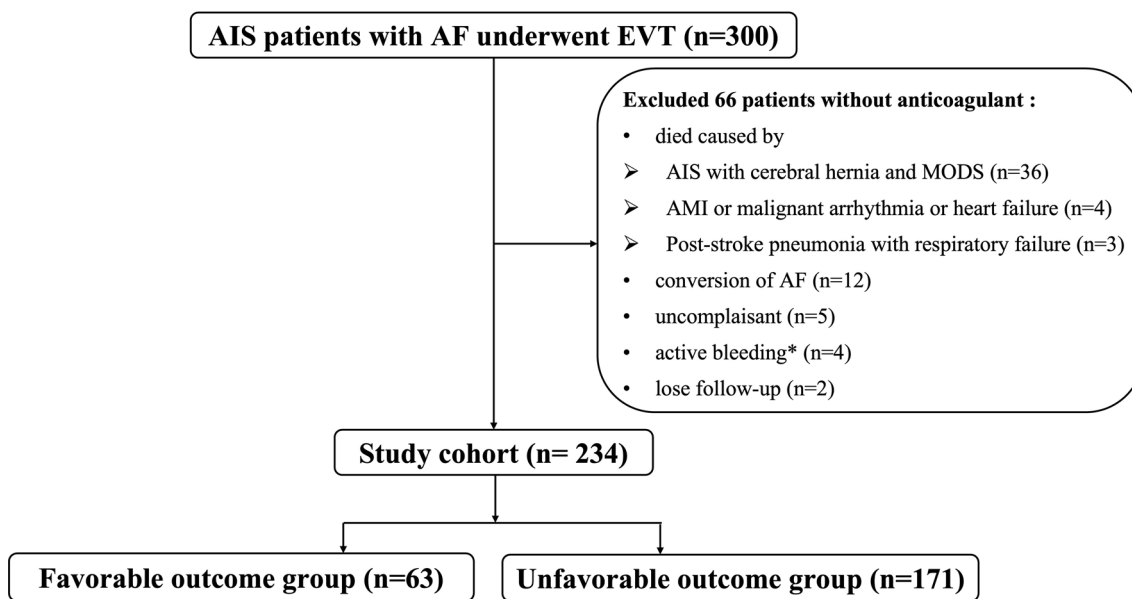 AIS patients with AF underwent EVT (n=300)
Excluded 66 patients without anticoagulant :
• died caused by
➢ AIS with cerebral hernia and MODS (n=36)
➢ AMI or malignant arrhythmia or heart failure (n=4)
➢ Post-stroke pneumonia with respiratory failure (n=3)
• conversion of AF (n=12)
• uncomplaisant (n=5)
• active bleeding* (n=4)
• lose follow-up (n=2)
Study cohort (n= 234)
Favorable outcome group (n=63)
Unfavorable outcome group (n=171)